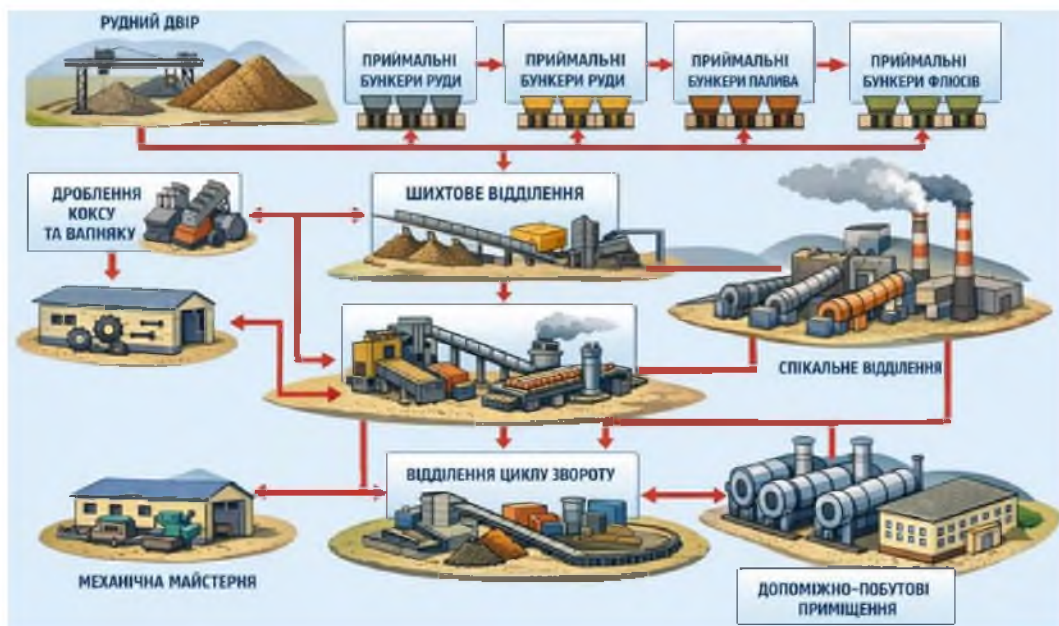 РУДНИЙ ДВІР
ПРИЙМАЛЬНІ
БУНКЕРИ РУДИ
ПРИЙМАЛЬНІ
БУНКЕРИ РУДИ
ПРИЙМАЛЬНІ
БУНКЕРИ ПАЛИВА
ПРИЙМАЛЬНІ
БУНКЕРИ ФЛЮСІВ
ДРОБЛЕННЯ
КОКСУ
ТА ВАПНЯКУ
ШИХТОВЕ ВІДДІЛЕННЯ
СПІКАЛЬНЕ ВІДДІЛЕННЯ
ВІДДІЛЕННЯ ЦИКЛУ ЗВОРОТУ
МЕХАНІЧНА МАЙСТЕРНЯ
ДОПОМІЖНО-ПОБУТОВІ
ПРИМІЩЕННЯ